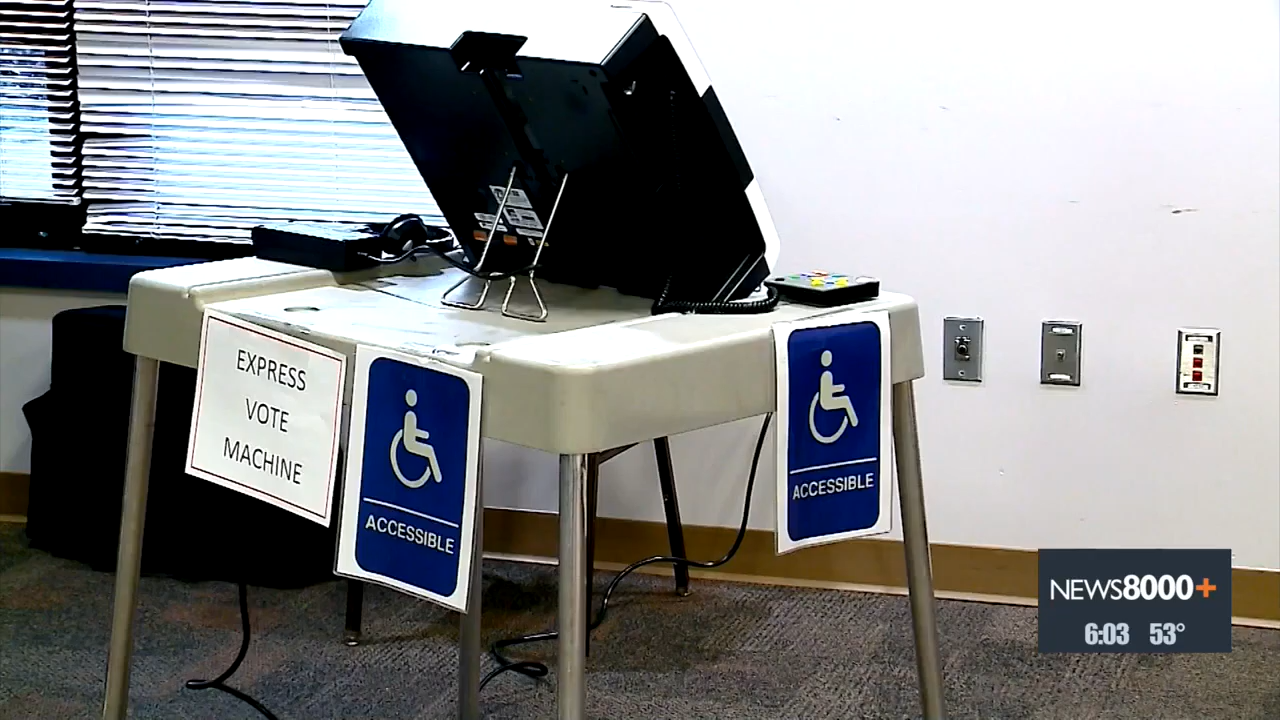 EXPRESS
VOTE
MACHINE
ACCESSIBLE
ACCESSIBLE
NEWS8000+
6:03 53°